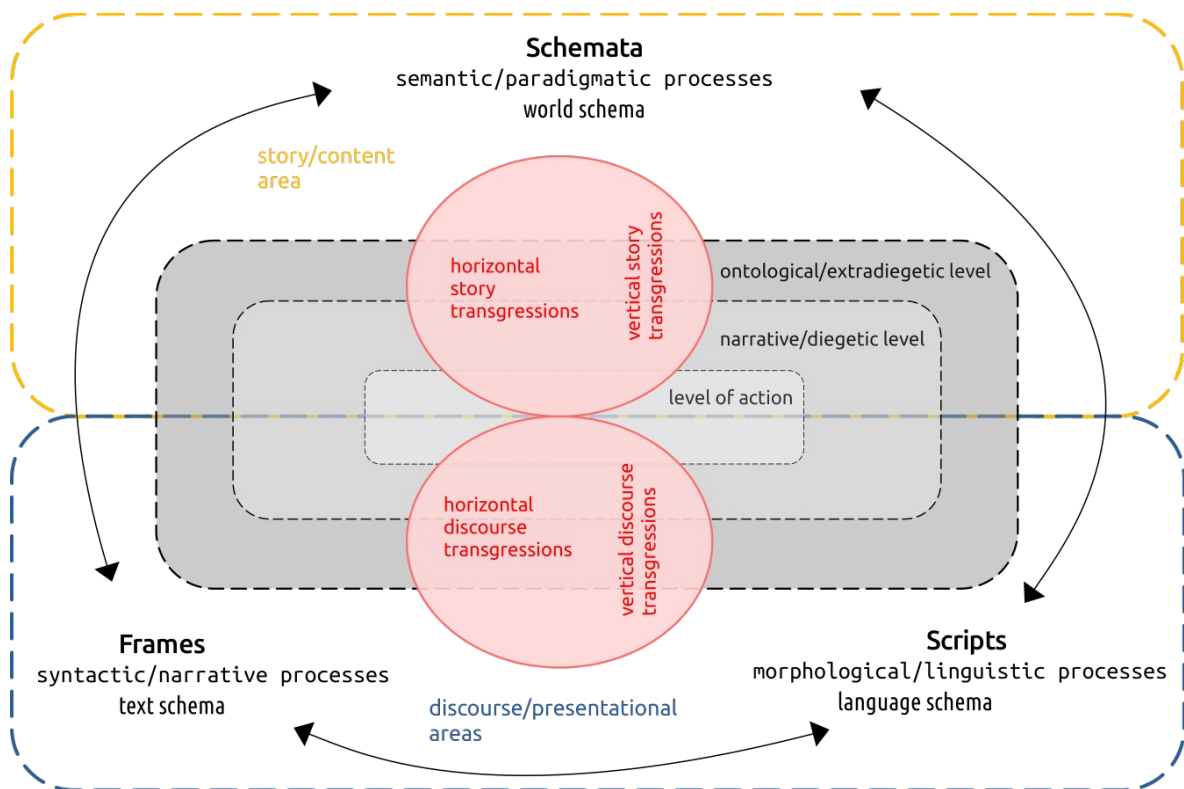 Schemata
semantic/paradigmatic processes
world schema
story/content
area
horizontal
story
transgressions
vertical story
transgressions
ontological/extradiegetic level
narrative/diegetic level
level of action
horizontal
discourse
transgressions
vertical discourse
transgressions
Frames
syntactic/narrative processes
text schema
Scripts
morphological/linguistic processes
language schema
discourse/presentational
areas